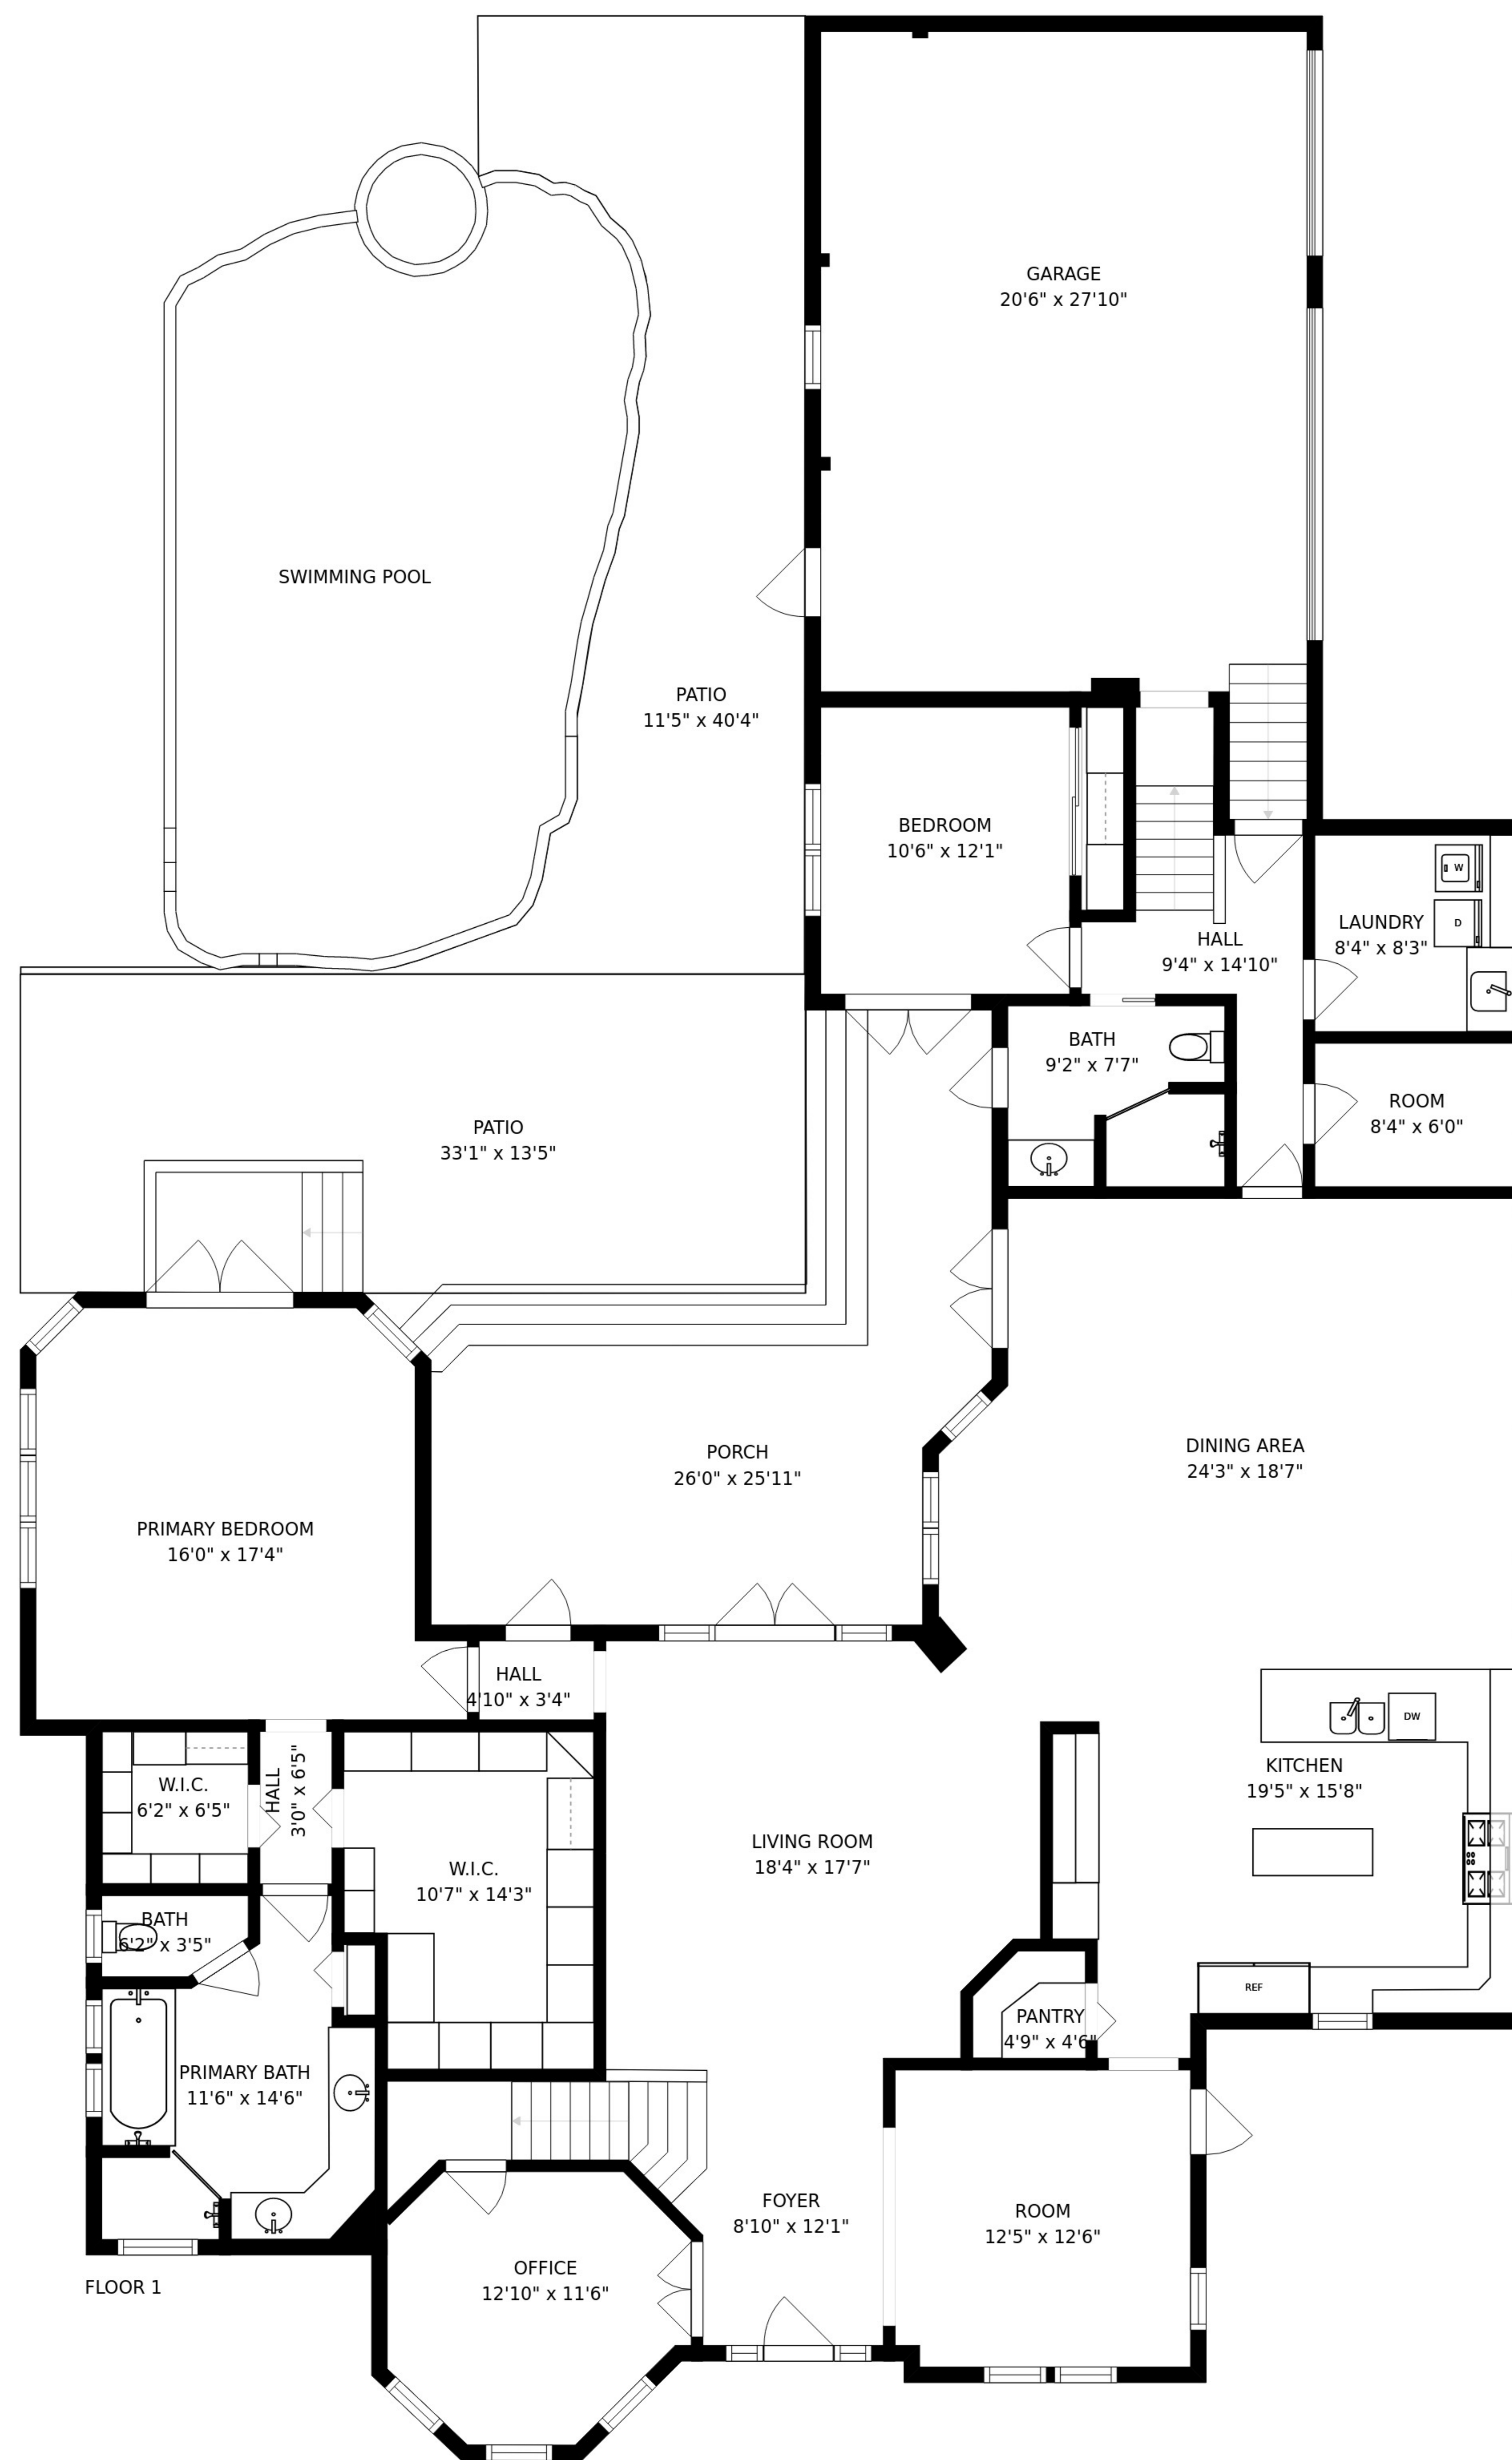 GARAGE
20'6" x 27'10"
SWIMMING POOL
PATIO
11'5" x 40'4"
BEDROOM
10'6" x 12'1"
W
LAUNDRY
8'4" x 8'3"
D
HALL
9'4" x 14'10"
BATH
9'2" x 7'7"
ROOM
8'4" x 6'0"
PATIO
33'1" x 13'5"
DINING AREA
24'3" x 18'7"
PORCH
26'0" x 25'11"
PRIMARY BEDROOM
16'0" x 17'4"
HALL
4'10" x 3'4"
DW
KITCHEN
19'5" x 15'8"
W.I.C.
6'2" x 6'5"
HALL
3'0" x 6'5"
LIVING ROOM
18'4" x 17'7"
W.I.C.
10'7" x 14'3"
BATH
6'2" x 3'5"
REF
PANTRY
4'9" x 4'6"
PRIMARY BATH
11'6" x 14'6"
FOYER
8'10" x 12'1"
ROOM
12'5" x 12'6"
OFFICE
12'10" x 11'6"
FLOOR 1